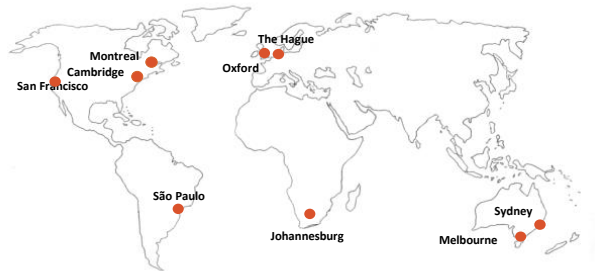 The Hague
Montreal
Oxford
Cambridge
San Francisco
São Paulo
Sydney
Johannesburg
Melbourne